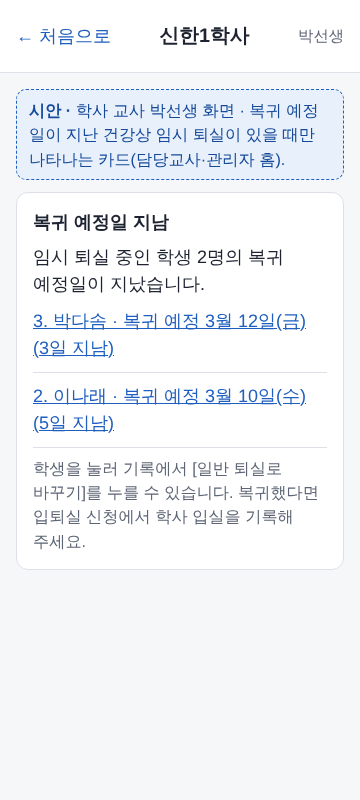 ← 처음으로
신한1학사
박선생
시안 · 학사 교사 박선생 화면 · 복귀 예정
일이 지난 건강상 임시 퇴실이 있을 때만
나타나는 카드(담당교사·관리자 홈).
복귀 예정일 지남
임시 퇴실 중인 학생 2명의 복귀
예정일이 지났습니다.
3. 박다솜 · 복귀 예정 3월 12일(금)
(3일 지남)
2. 이나래 · 복귀 예정 3월 10일(수)
(5일 지남)
학생을 눌러 기록에서 [일반 퇴실로
바꾸기]를 누를 수 있습니다. 복귀했다면
입퇴실 신청에서 학사 입실을 기록해
주세요.